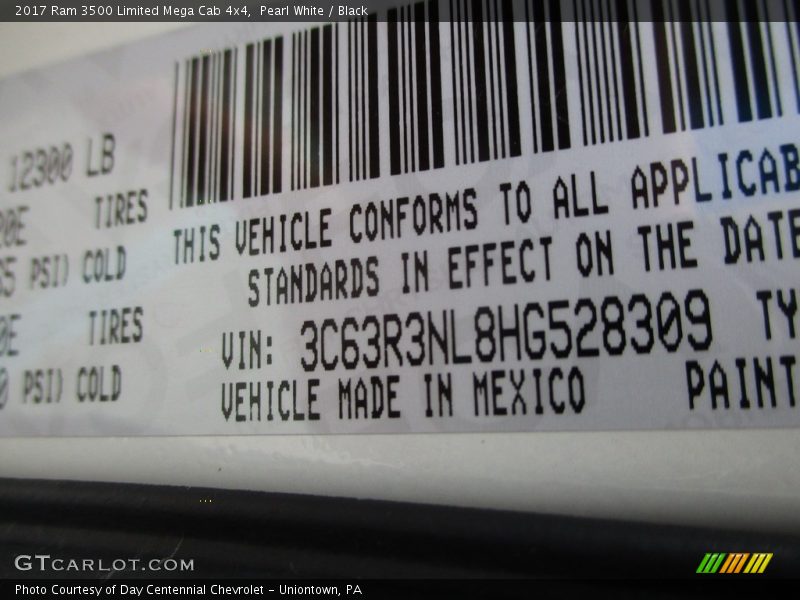 2017 Ram 3500 Limited Mega Cab 4x4,  Pearl White / Black
12300 LB
TIRES
PSI) COLD
TIRES
PSI) COLD
THIS VEHICLE CONFORMS TO ALL APPLICAB
STANDARDS IN EFFECT ON THE DATE
VIN: 3C63R3NL8HG528309 TY
VEHICLE MADE IN MEXICO PAINT
GTCARLOT.COM
Photo Courtesy of Day Centennial Chevrolet - Uniontown, PA